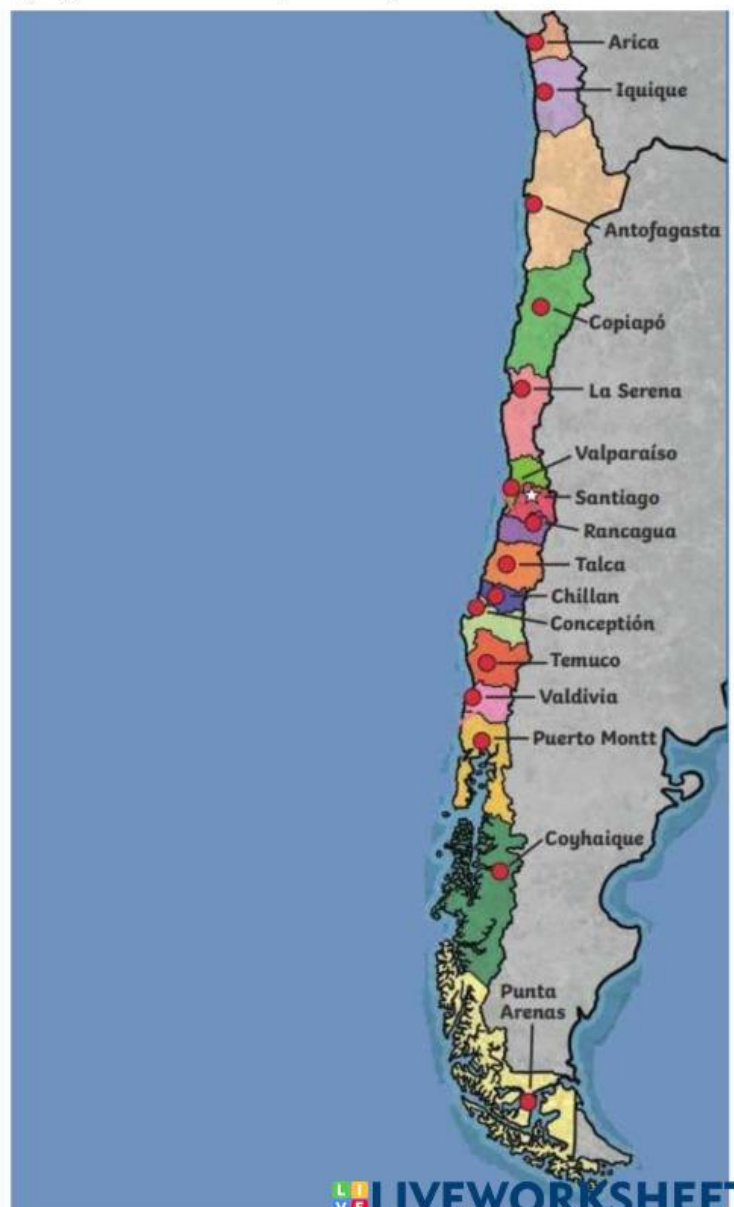 Arica
Iquique
Antofagasta
Copiapó
La Serena
Valparaíso
Santiago
Rancagua
Talca
Chillan
Conceptión
Temuco
Valdivia
Puerto Montt
Coyhaique
Punta
Arenas
LIVEWORKSHEET